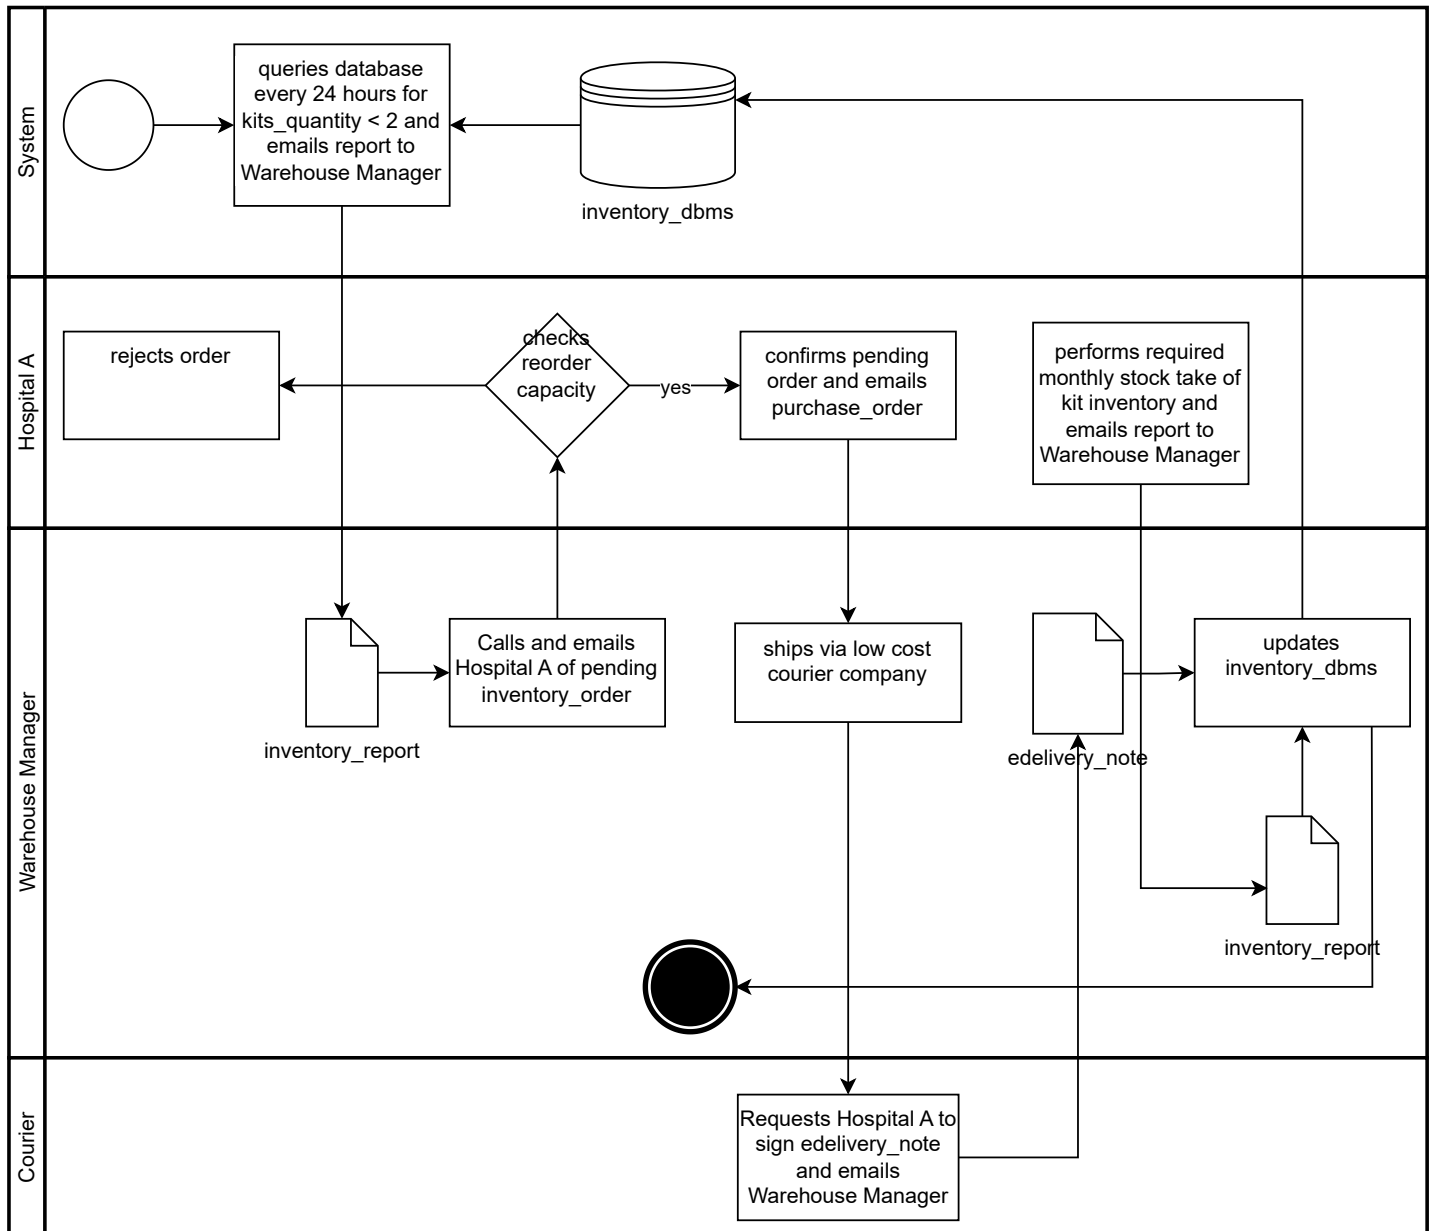 System
queries database
every 24 hours for
kits_quantity < 2 and
emails report to
Warehouse Manager
inventory_dbms
Hospital A
rejects order
checks
reorder
capacity
yes
confirms pending
order and emails
purchase_order
performs required
monthly stock take of
kit inventory and
emails report to
Warehouse Manager
Warehouse Manager
inventory_report
Calls and emails
Hospital A of pending
inventory_order
ships via low cost
courier company
edelivery_note
updates
inventory_dbms
inventory_report
Courier
Requests Hospital A to
sign edelivery_note
and emails
Warehouse Manager